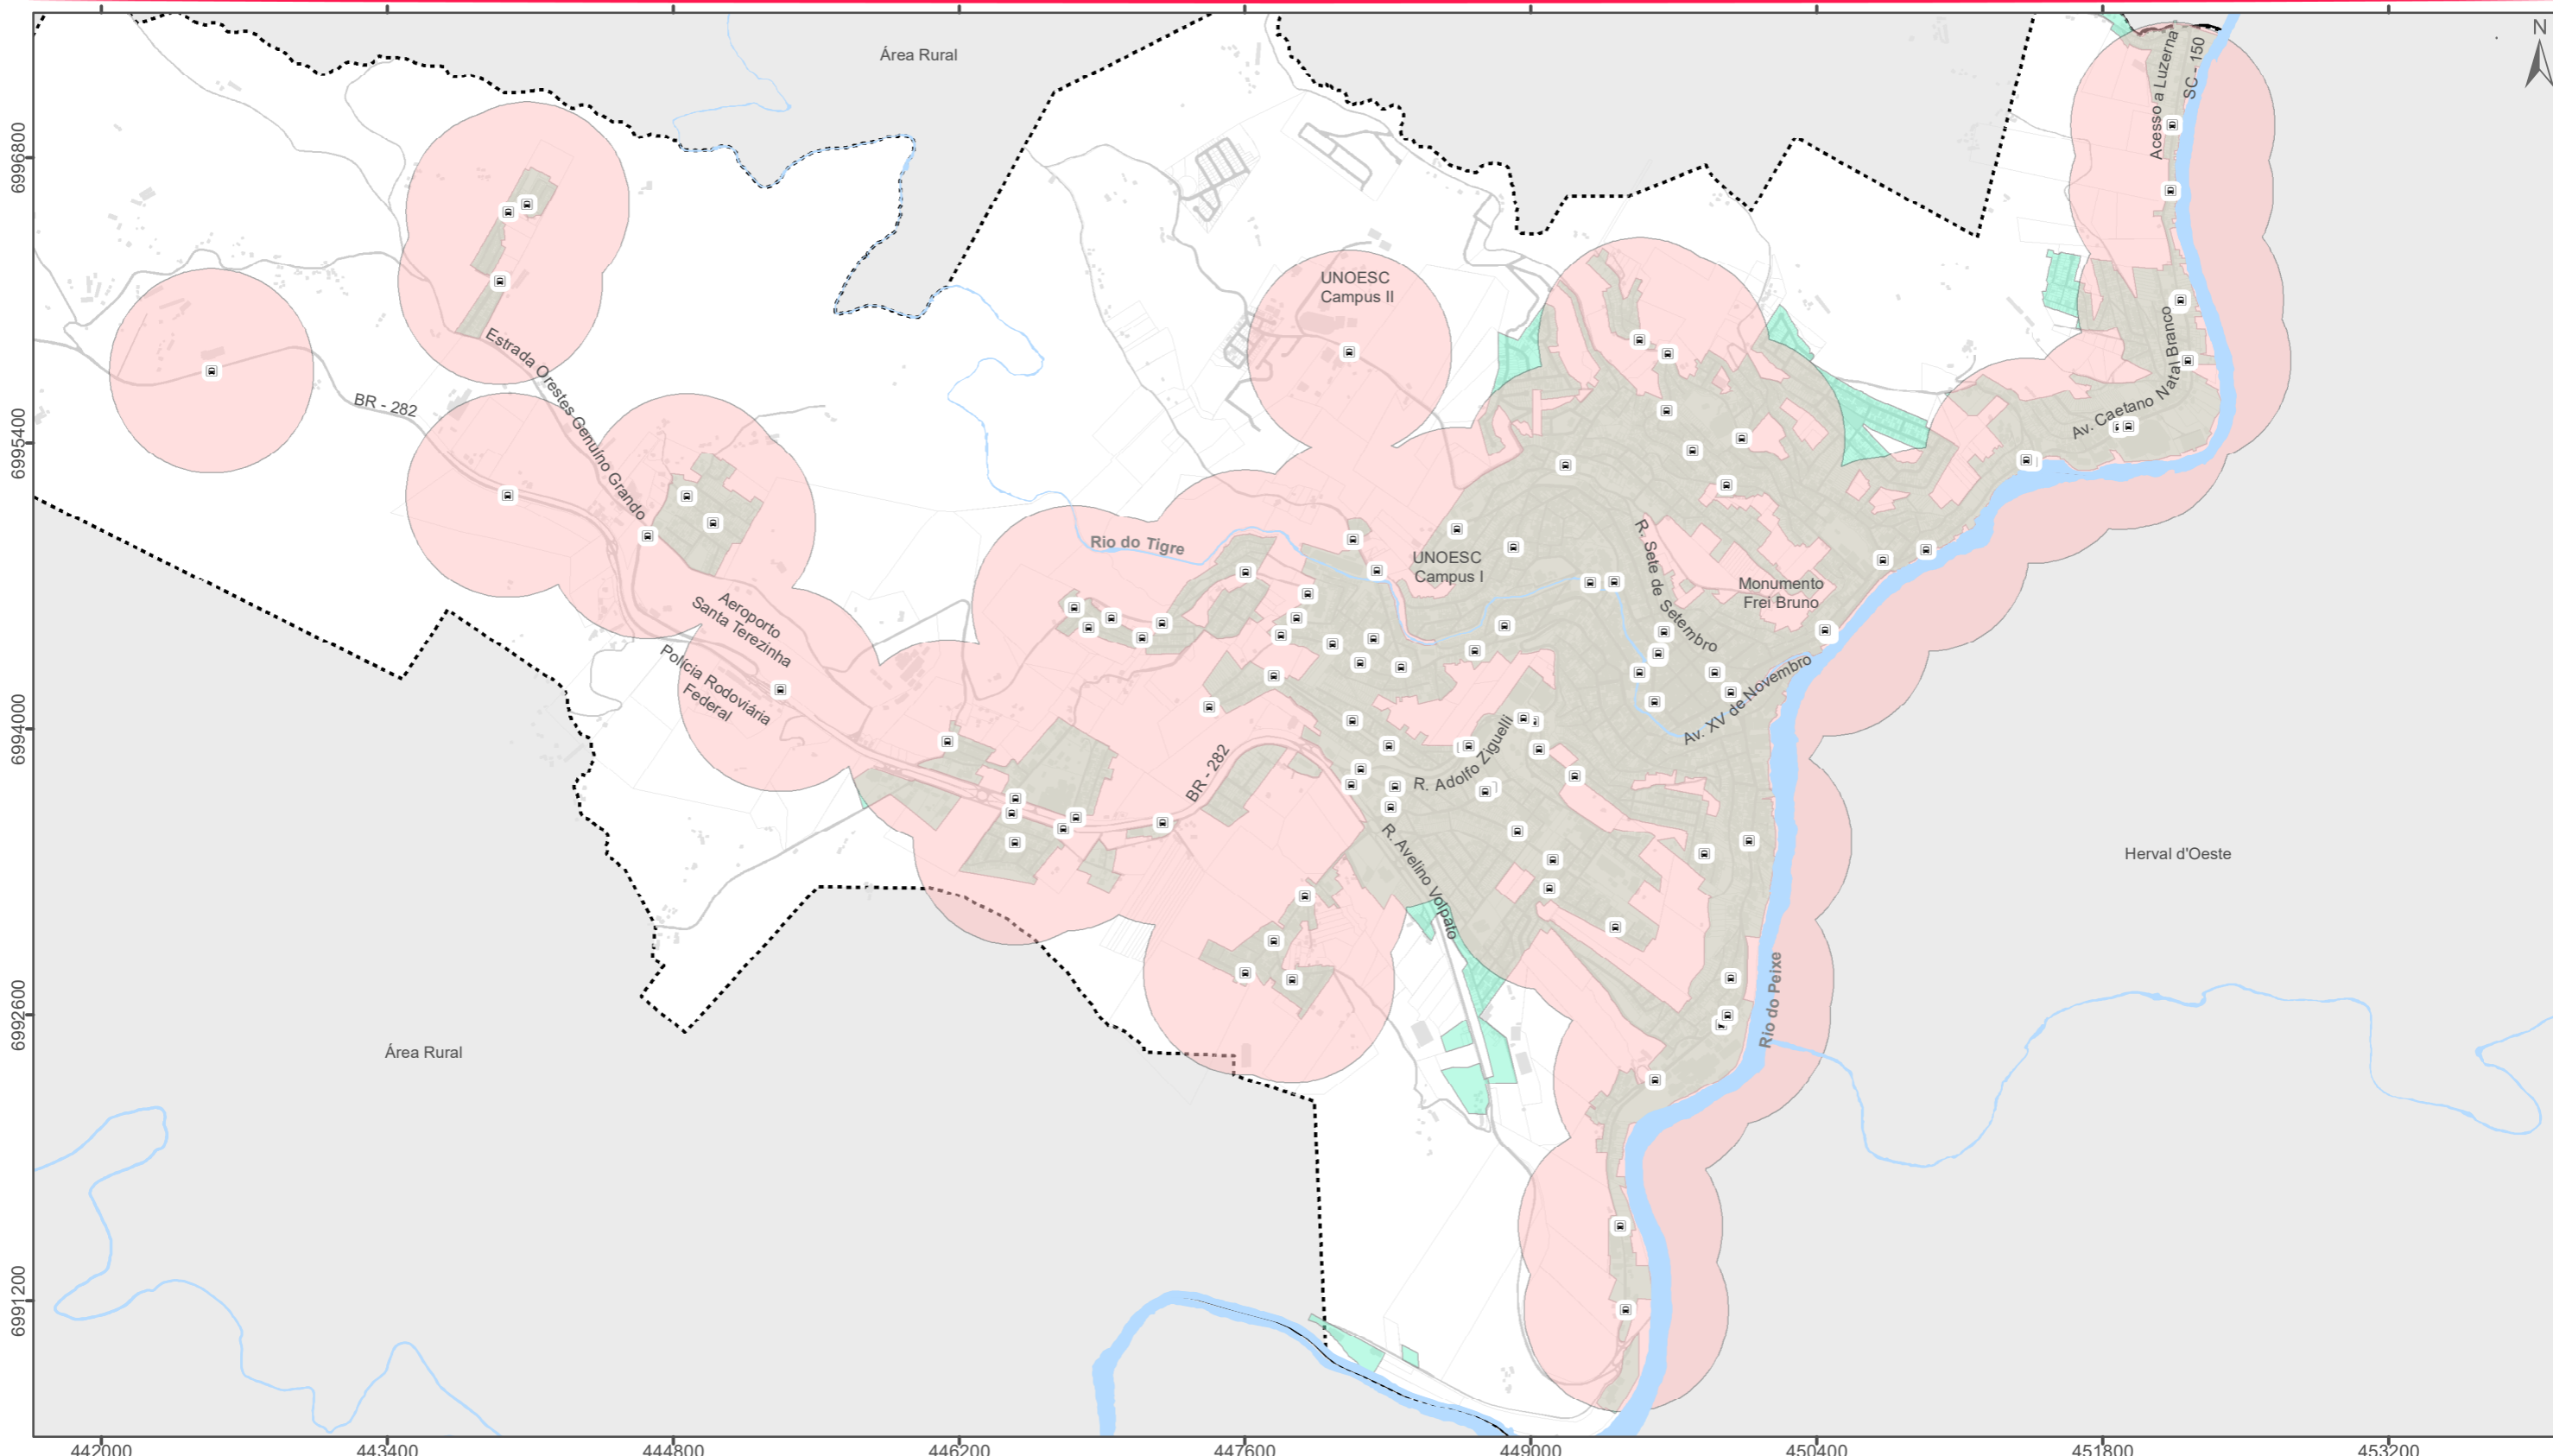 N
Área Rural
Acesso a Luzerna
SC - 150
6996800
UNOESC
Campus II
Estrada Orestes Genuíno Grando
Av. Caetano Natal Branco
BR - 282
6995400
Rio do Tigre
UNOESC
Campus I
R. Sete de Setembro
Monumento
Frei Bruno
Aeroporto
Santa Terezinha
Polícia Rodoviária
Federal
Av. XV de Novembro
6994000
BR - 282
R. Adolfo Ziguelli
R. Avelino Volpato
Herval d'Oeste
Rio do Peixe
6992600
Área Rural
6991200
442000
443400
444800
446200
447600
449000
450400
451800
453200